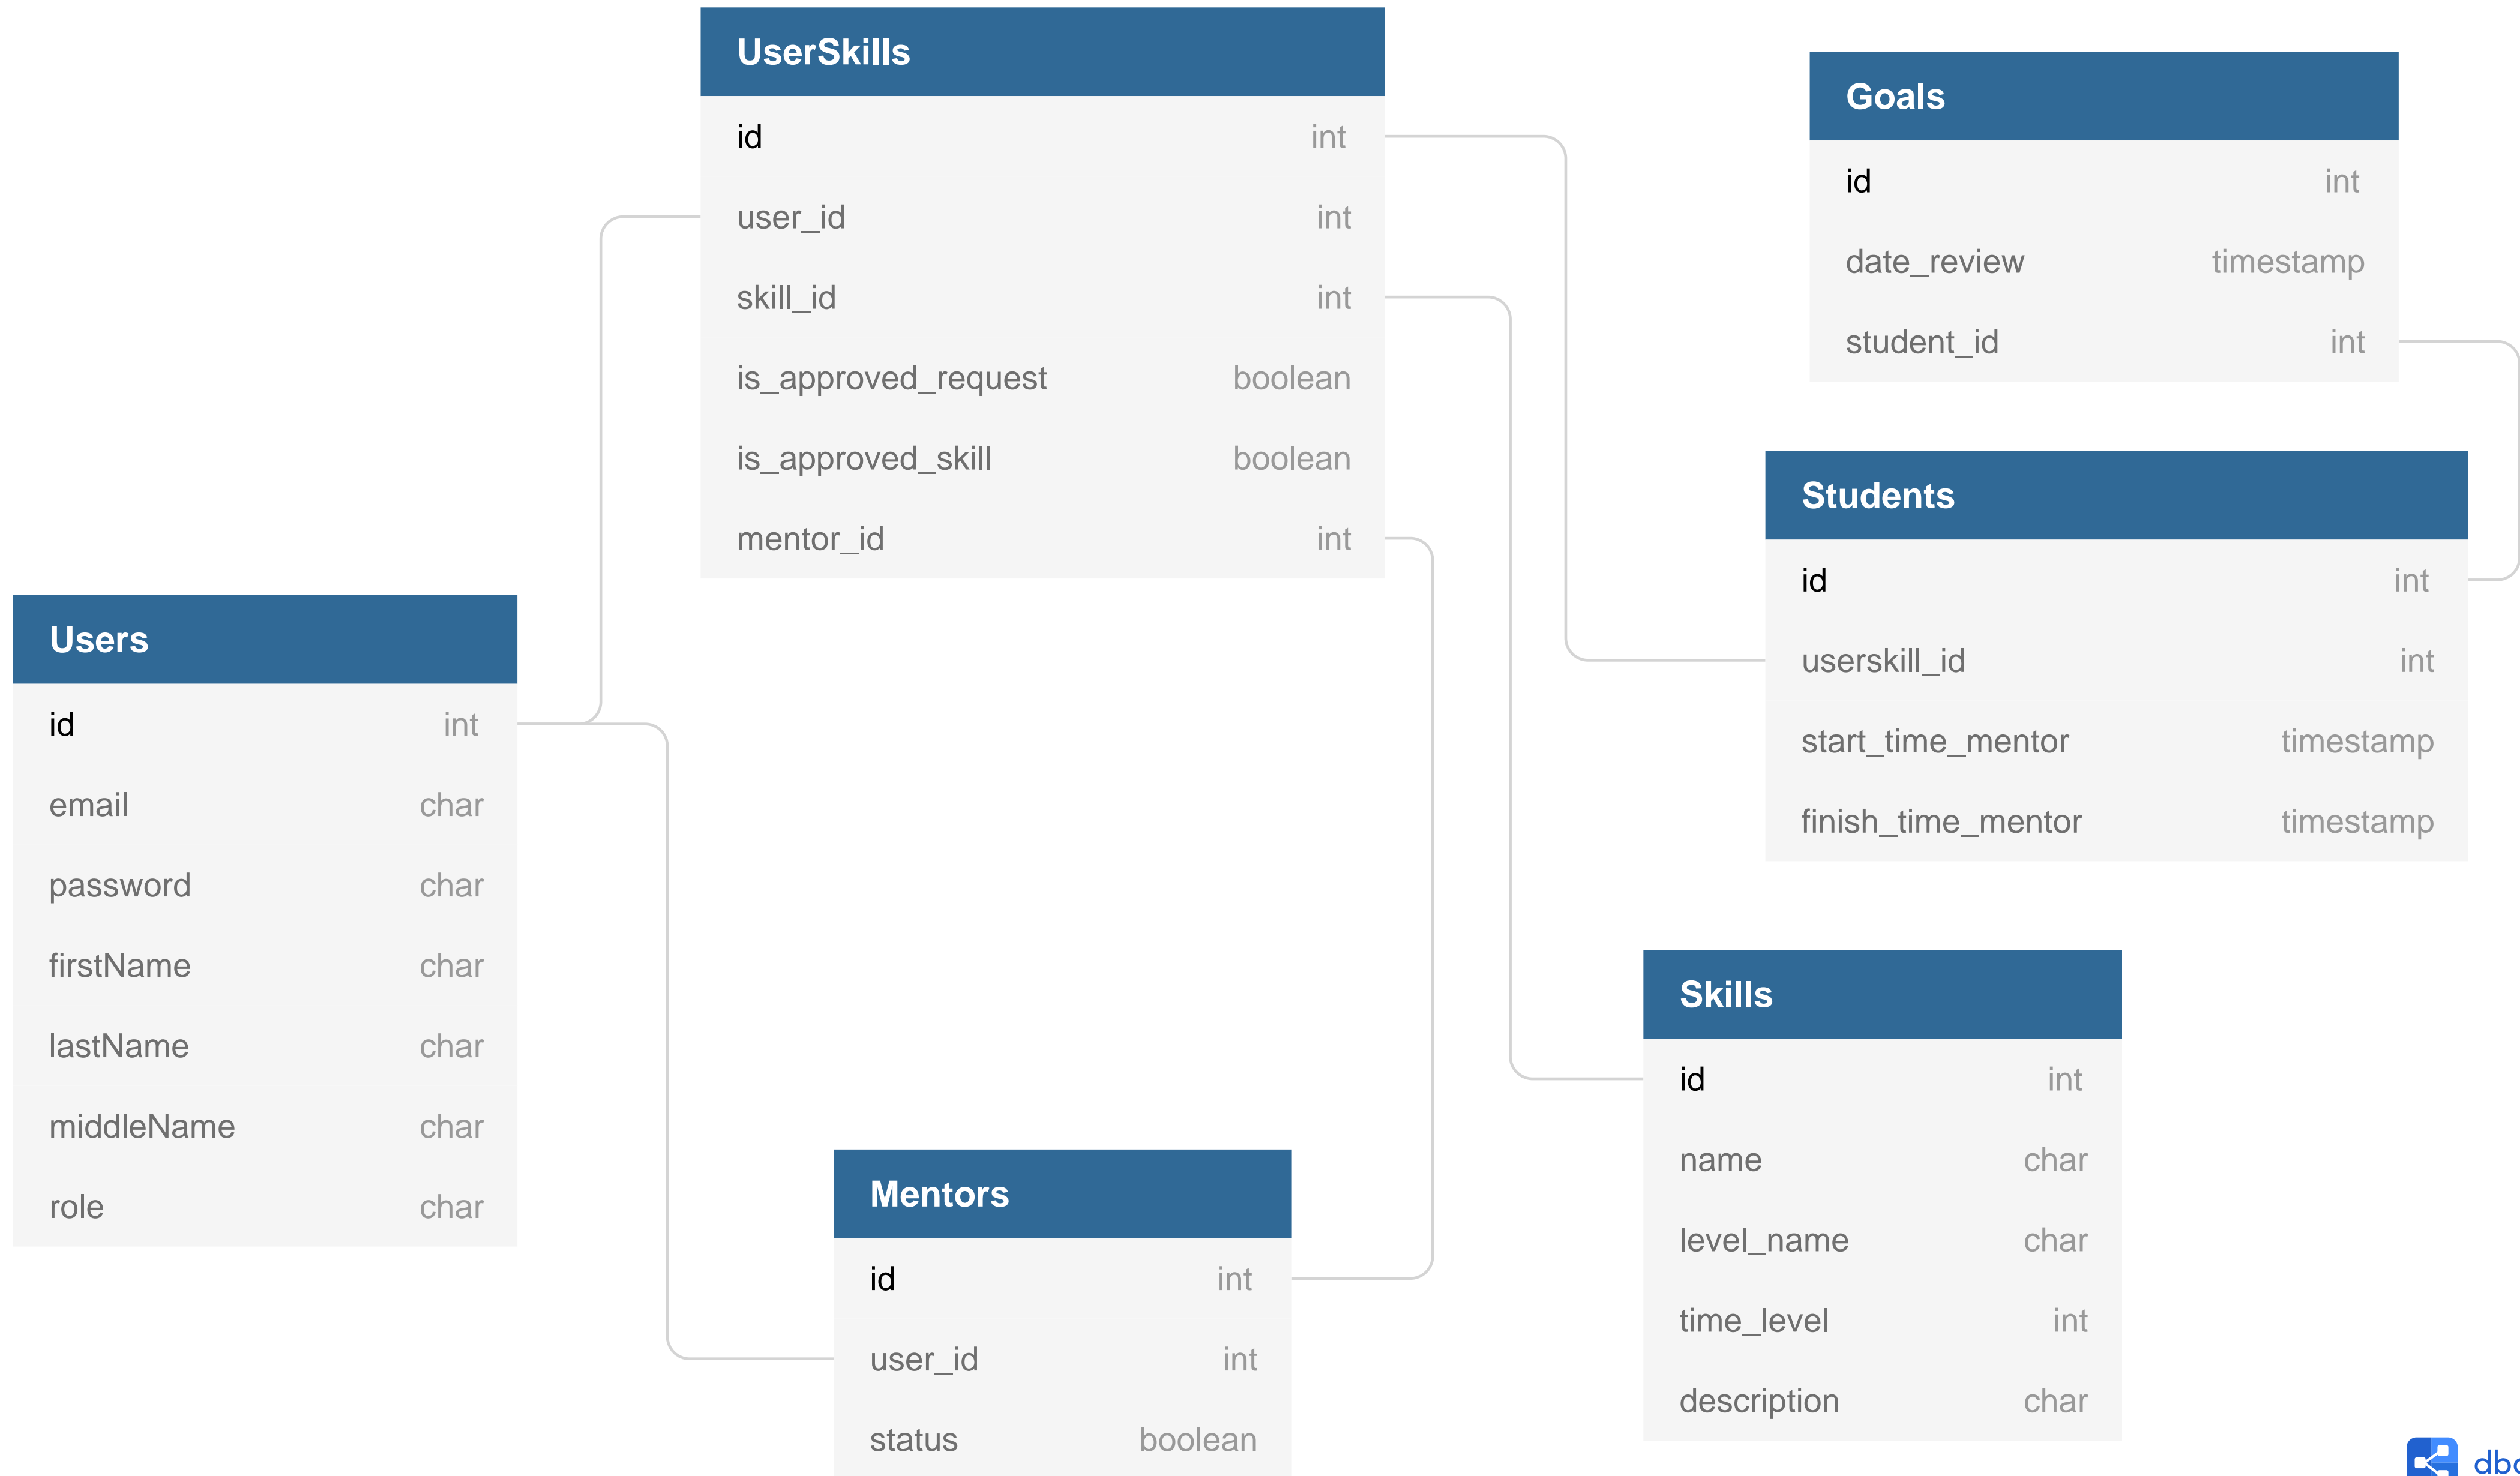 UserSkills
id int
user_id int
skill_id int
is_approved_request boolean
is_approved_skill boolean
mentor_id int
Goals
id int
date_review timestamp
student_id int
Students
id int
userskill_id int
start_time_mentor timestamp
finish_time_mentor timestamp
Users
id int
email char
password char
firstName char
lastName char
middleName char
role char
Skills
id int
name char
level_name char
time_level int
description char
Mentors
id int
user_id int
status boolean